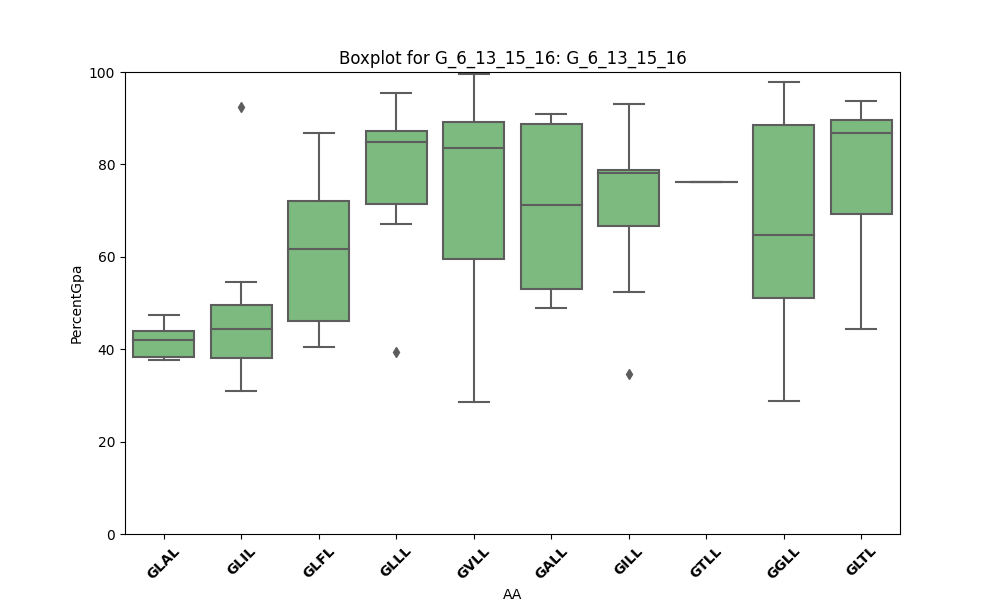 Boxplot for G_6_13_15_16: G_6_13_15_16
100
80
60
40
20
0
PercentGpa
GLAL
GLIL
GLFL
GLLL
GVLL
GALL
GILL
GTLL
GGLL
GLTL
AA